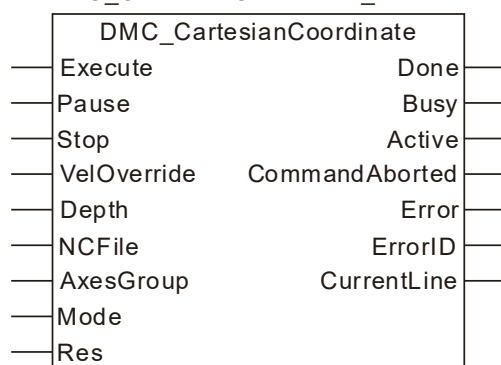 DMC_CartesianCoordinate
Execute Done
Pause Busy
Stop Active
VelOverride CommandAborted
Depth Error
NCFile ErrorID
AxesGroup CurrentLine
Mode
Res